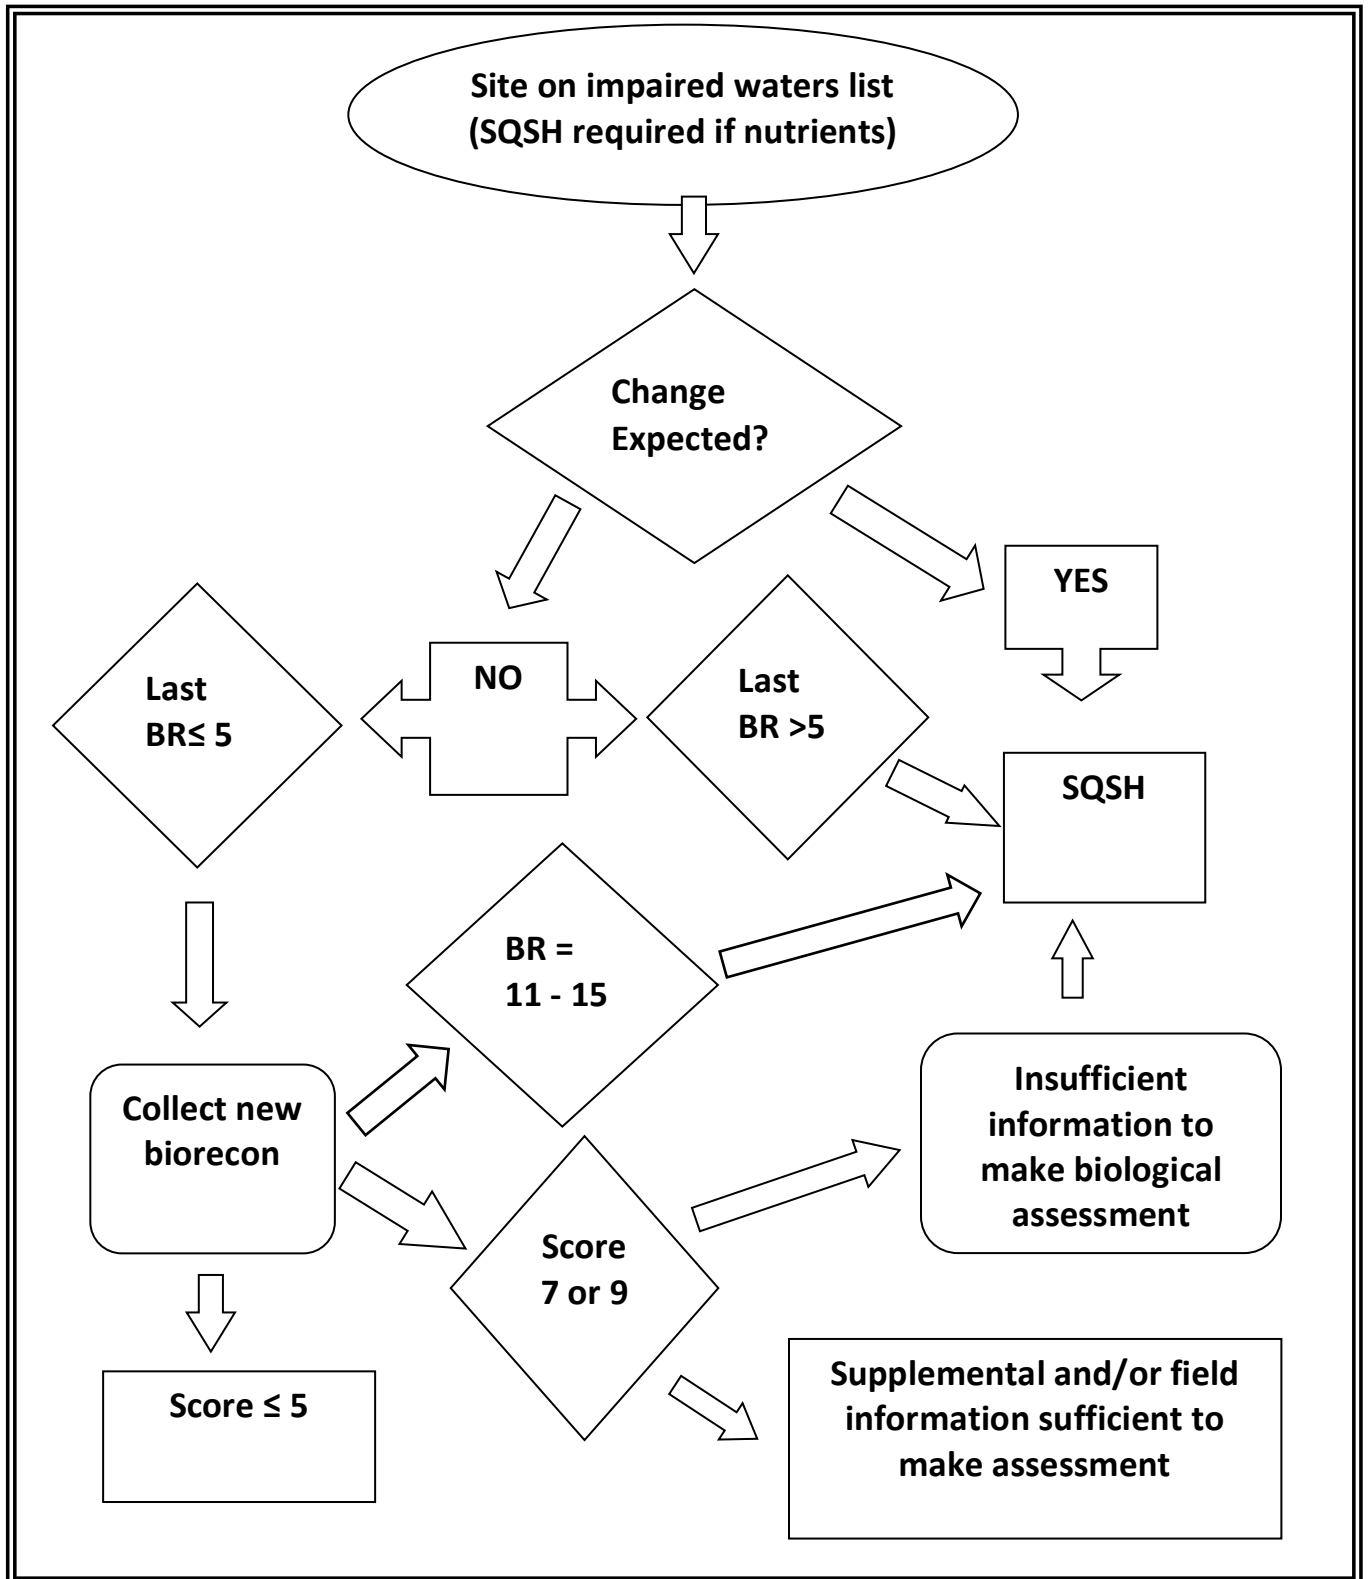 Site on impaired waters list
(SQSH required if nutrients)
Change
Expected?
YES
NO
Last
BR≤ 5
Last
BR >5
SQSH
BR =
11 - 15
Collect new
biorecon
Insufficient
information to
make biological
assessment
Score
7 or 9
Score ≤ 5
Supplemental and/or field
information sufficient to
make assessment